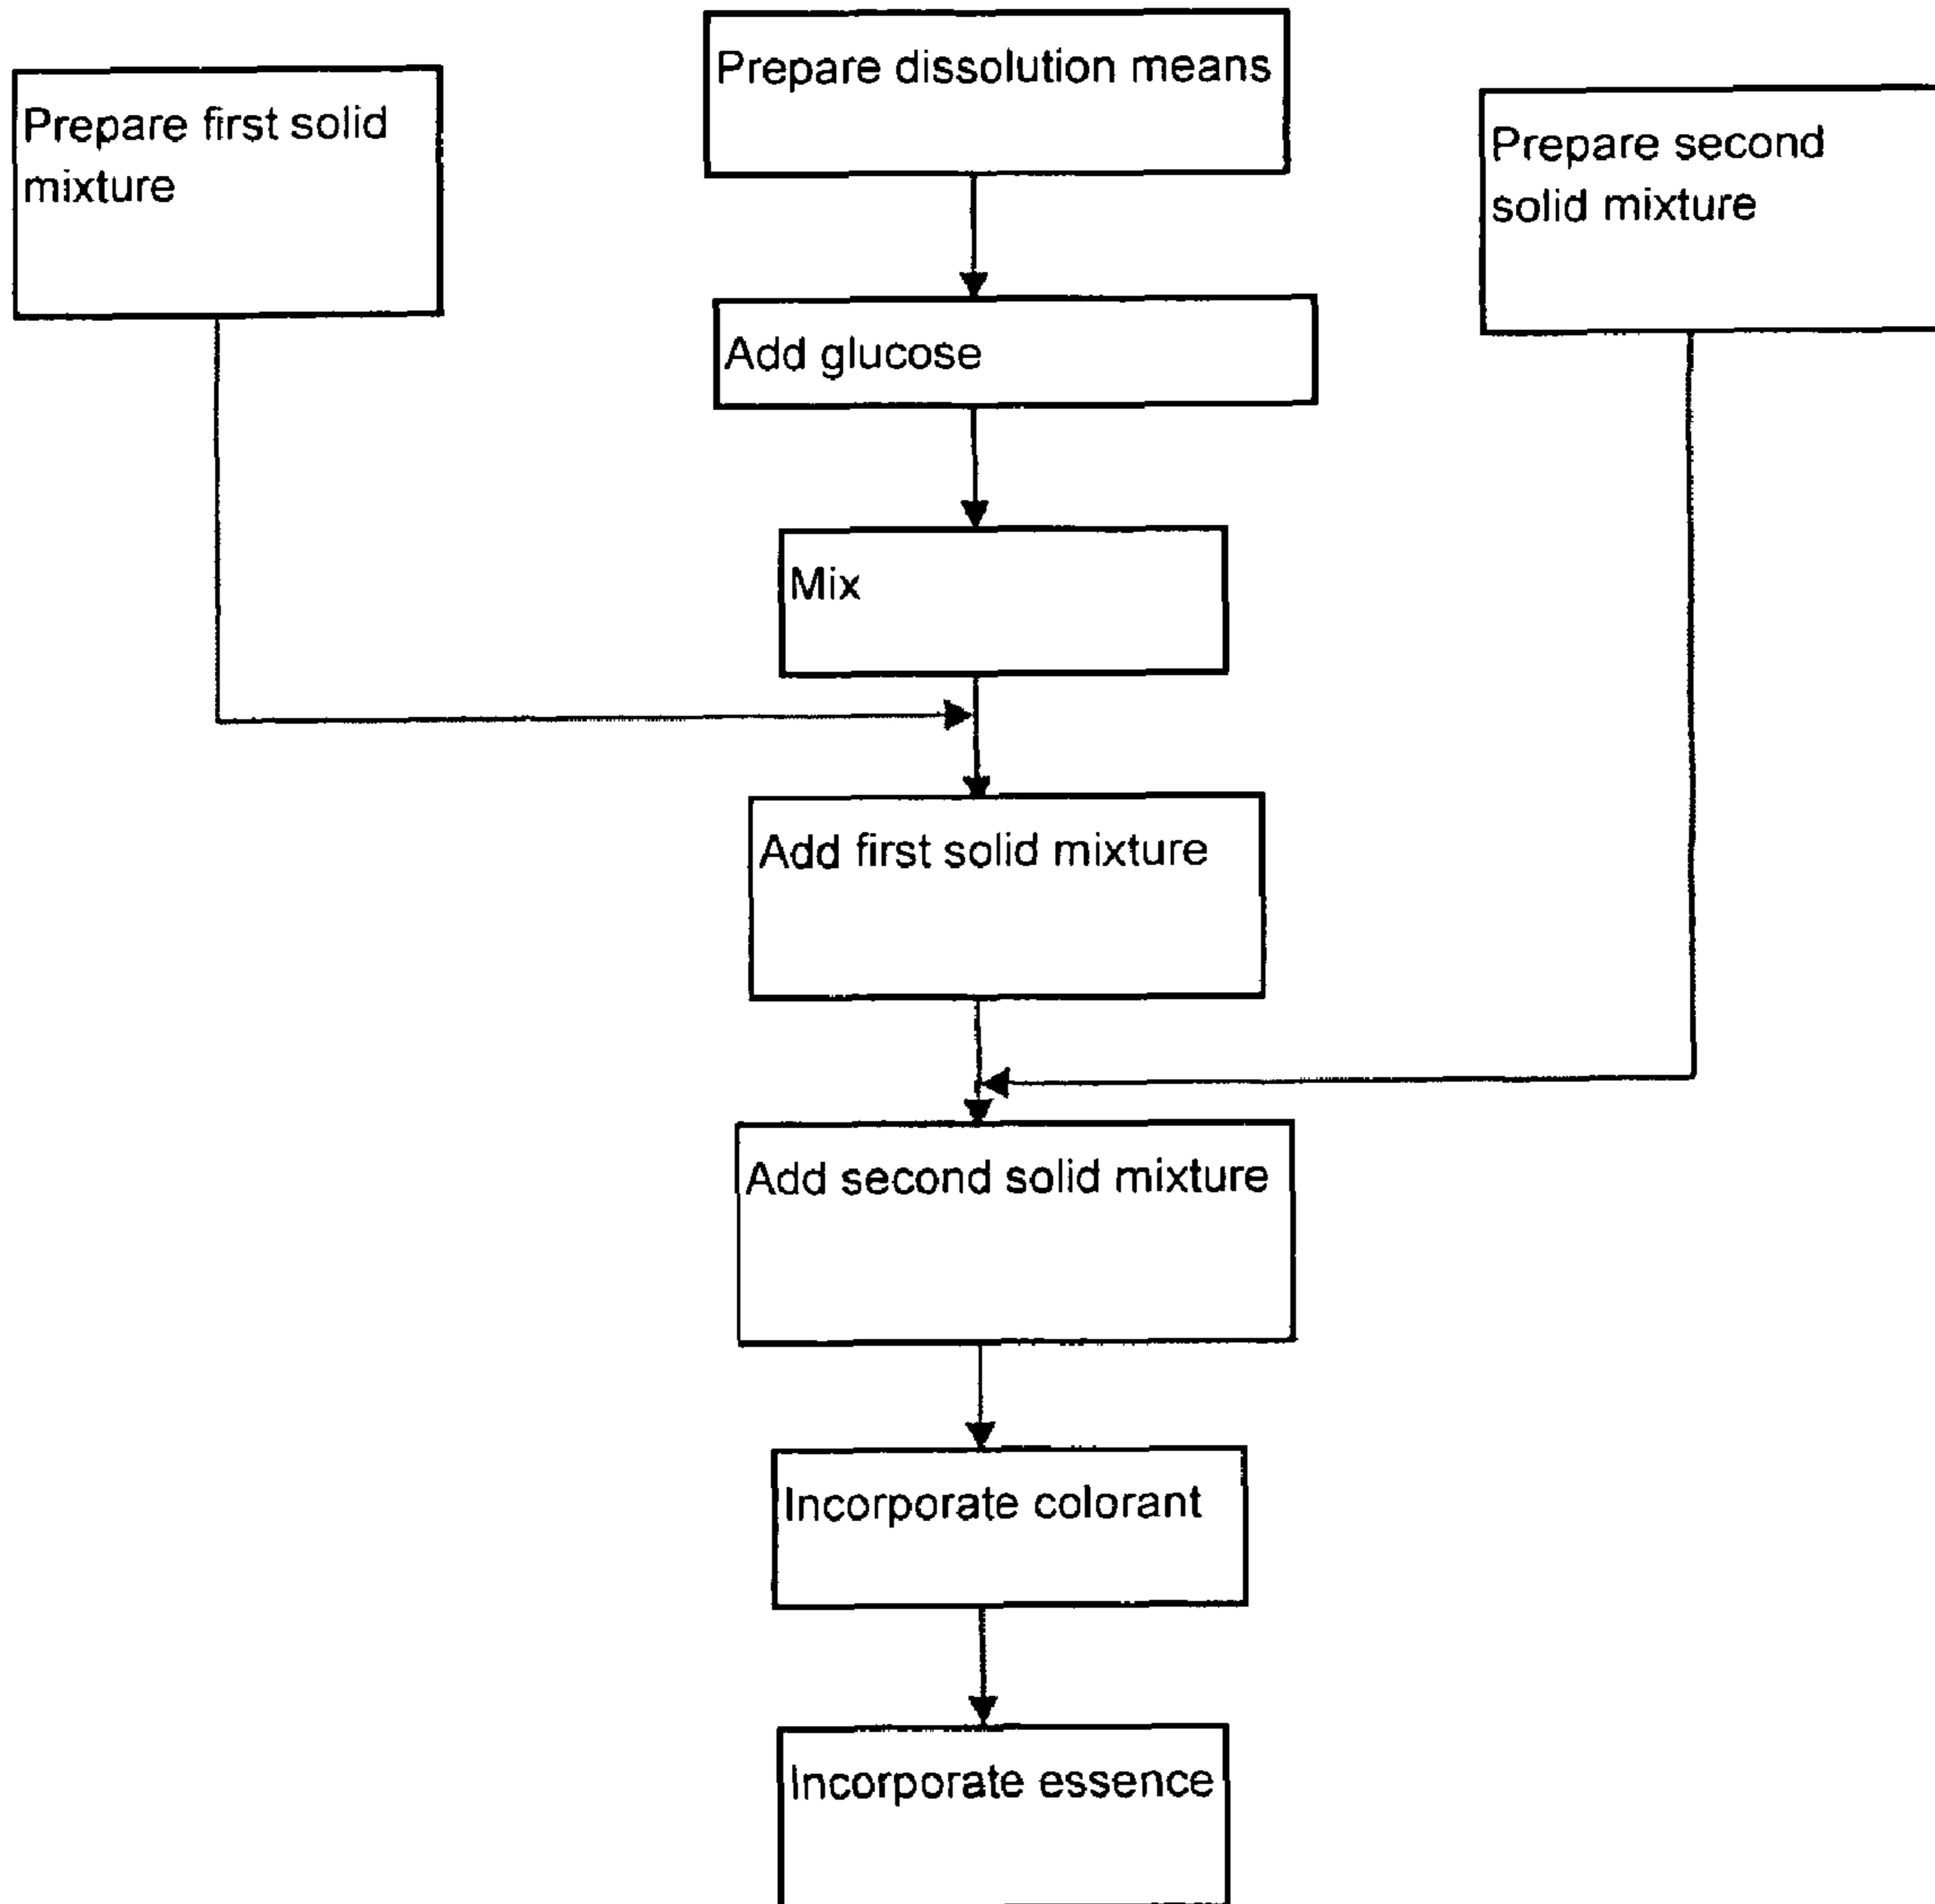 Prepare dissolution means
Prepare first solid
mixture
Prepare second
solid mixture
Add glucose
Mix
Add first solid mixture
Add second solid mixture
Incorporate colorant
Incorporate essence